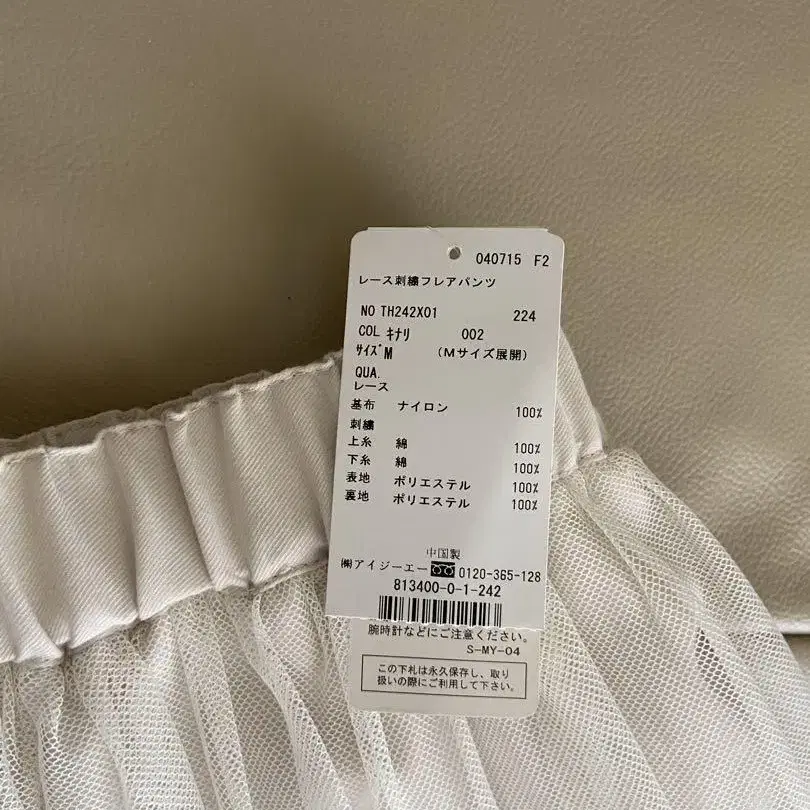 040715 F2
レース刺繍フレアパンツ
NO TH242X01 224
COL キナリ 002
サイズ M (Mサイズ展開)
QUA.
レース
基布 ナイロン 100%
刺繍
上糸 綿 100%
下糸 綿 100%
表地 ポリエステル 100%
裏地 ポリエステル 100%
中国製
㈱アイジーエー 0120-365-128
813400-0-1-242
腕時計などにご注意ください。
S-MY-04
この下札は永久保存し、取り
扱いの際にご利用して下さい。